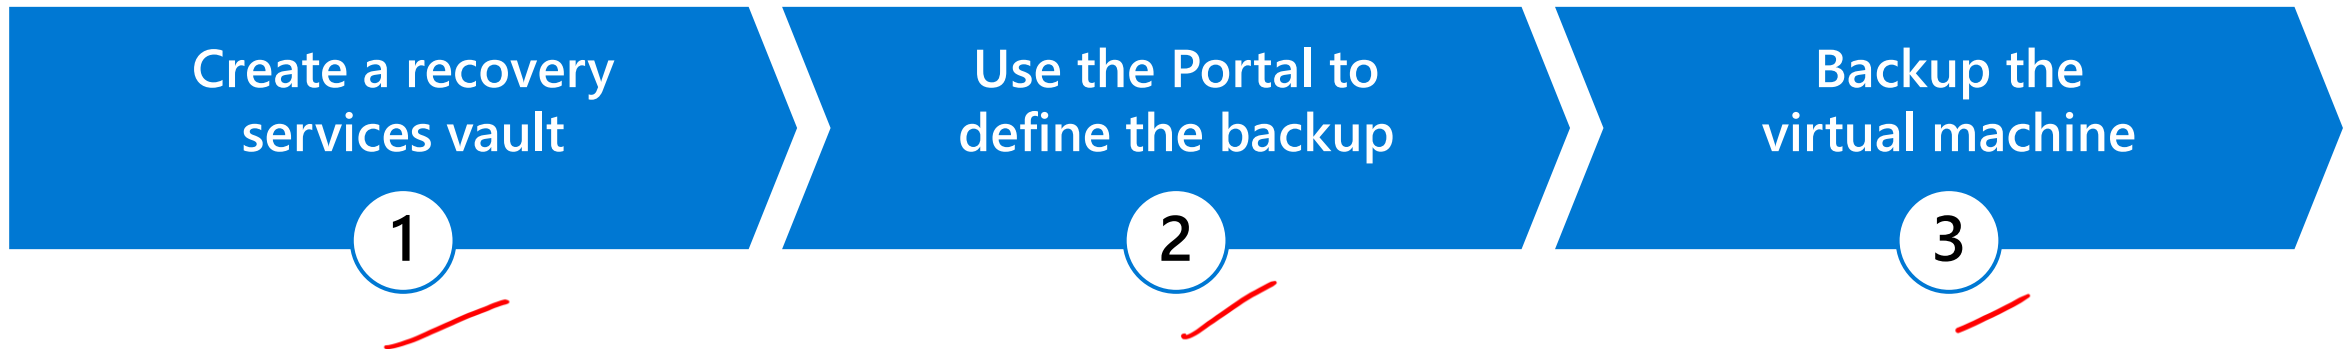 Create a recovery
services vault
1
Use the Portal to
define the backup
2
Backup the
virtual machine
3